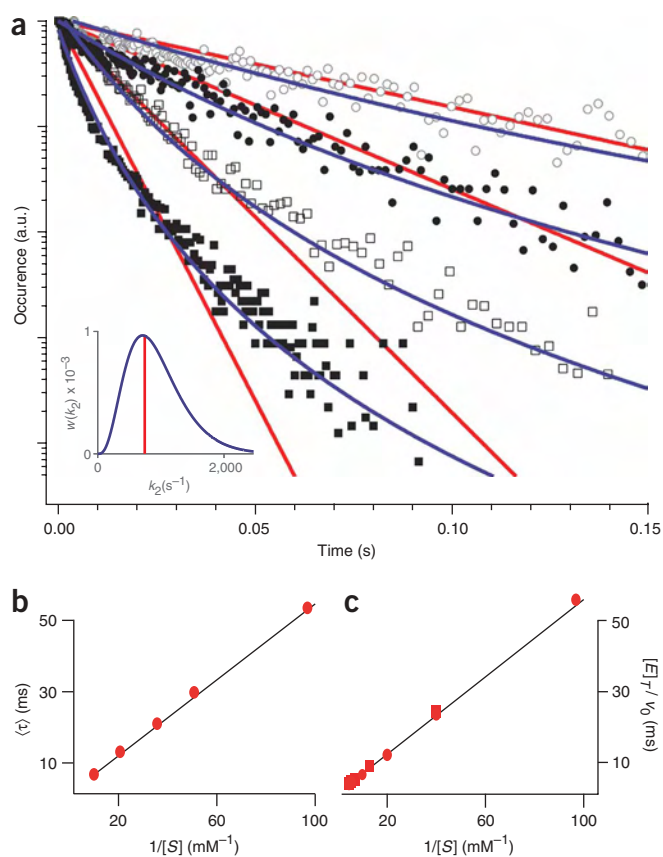 a
Occurrence (a.u.)
1
w(k₂) x 10⁻³
0
0
2,000
k₂(s⁻¹)
0.00
0.05
0.10
0.15
Time (s)
b
50
30
10
⟨τ⟩ (ms)
20
60
100
1/[S] (mM⁻¹)
c
50
30
10
[E]T / v₀ (ms)
20
60
100
1/[S] (mM⁻¹)